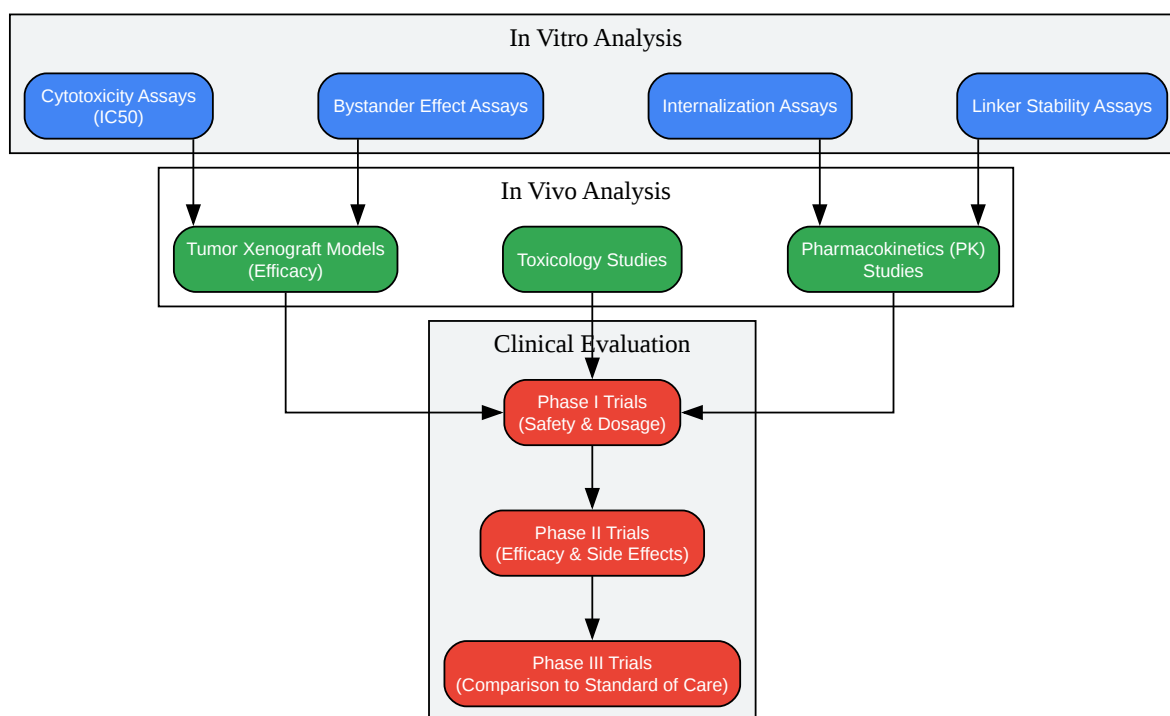 In Vitro Analysis
Cytotoxicity Assays
(IC50)
Bystander Effect Assays
Internalization Assays
Linker Stability Assays
In Vivo Analysis
Tumor Xenograft Models
(Efficacy)
Toxicology Studies
Pharmacokinetics (PK)
Studies
Clinical Evaluation
Phase I Trials
(Safety & Dosage)
Phase II Trials
(Efficacy & Side Effects)
Phase III Trials
(Comparison to Standard of Care)